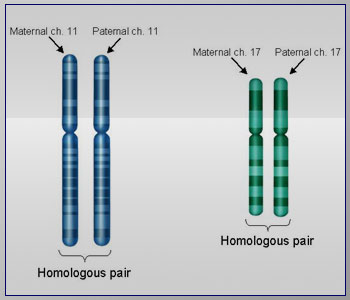 Maternal ch. 11
Paternal ch. 11
Maternal ch. 17
Paternal ch. 17
Homologous pair
Homologous pair